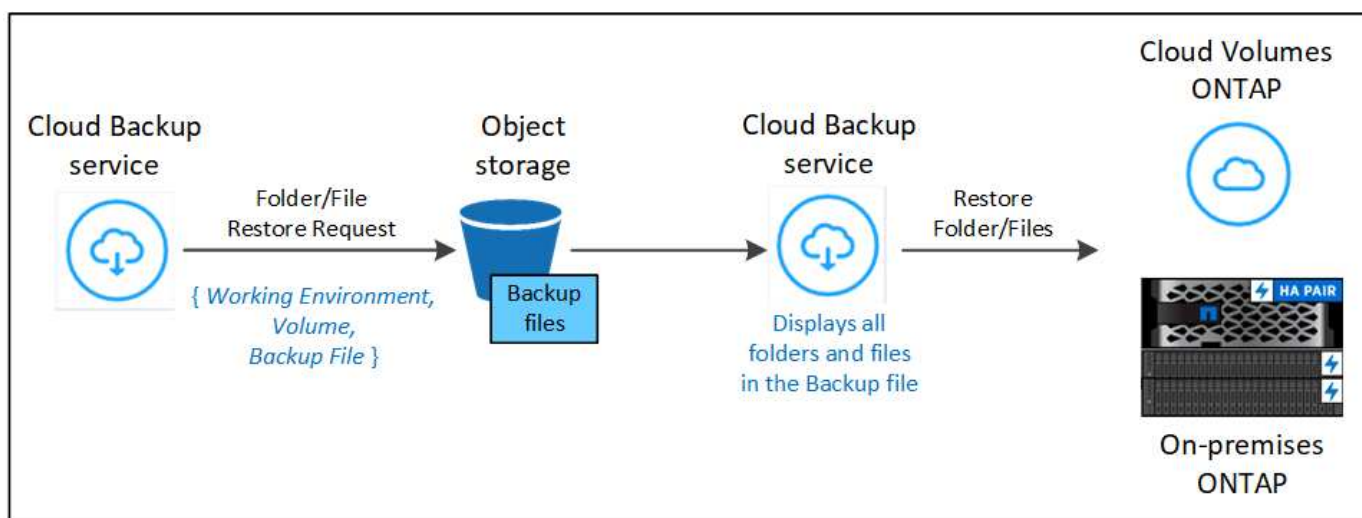 Cloud Backup
service
Folder/File
Restore Request
{ Working Environment,
Volume,
Backup File }
Object
storage
Backup
files
Cloud Backup
service
Displays all
folders and files
in the Backup file
Restore
Folder/Files
Cloud Volumes
ONTAP
HA PAIR
On-premises
ONTAP